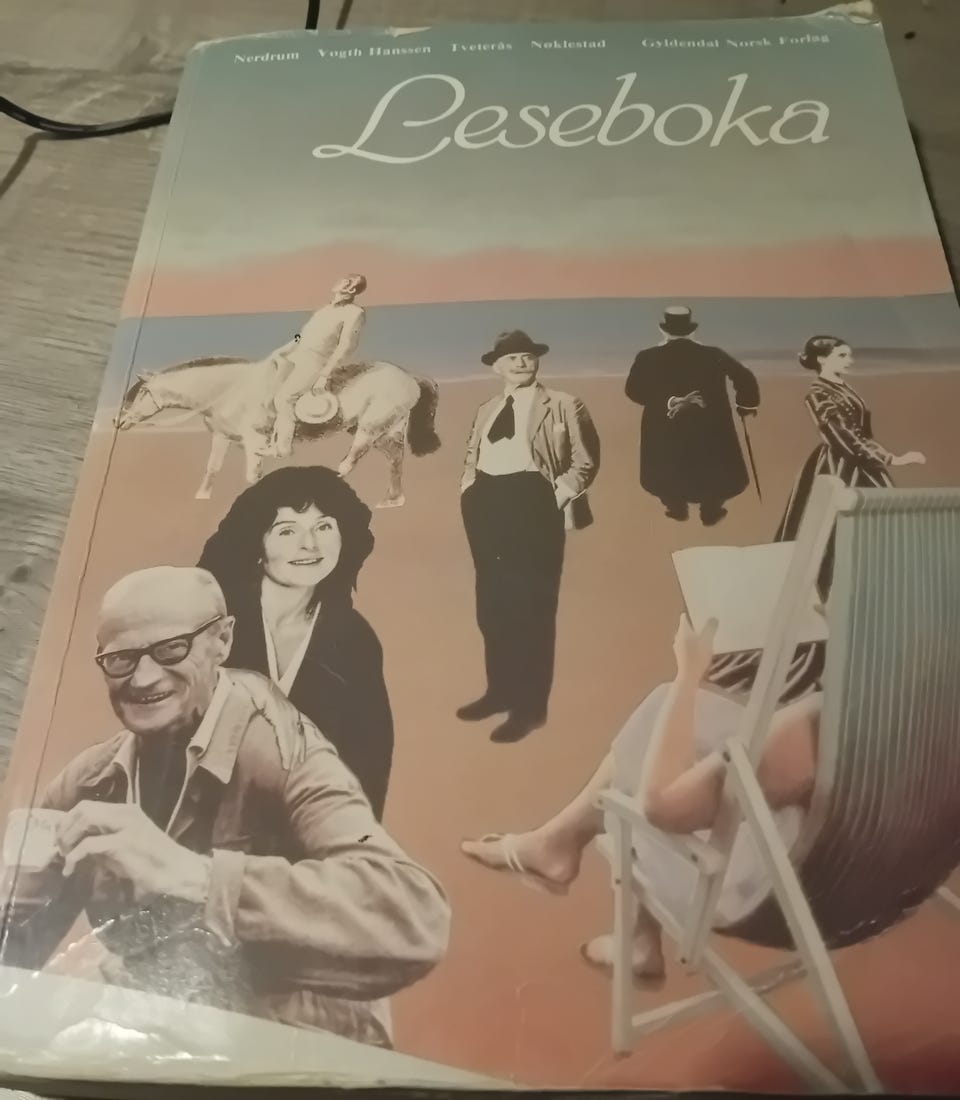 Nerdrum Vogth Hanssen Tveterås Nøklestad Gyldendal Norsk Forlag
Leseboka